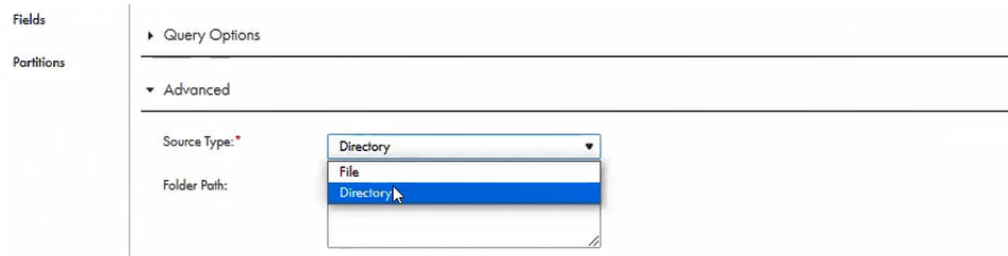 Fields
Query Options
Partitions
Advanced
Source Type:*
Directory
File
Folder Path:
Directory